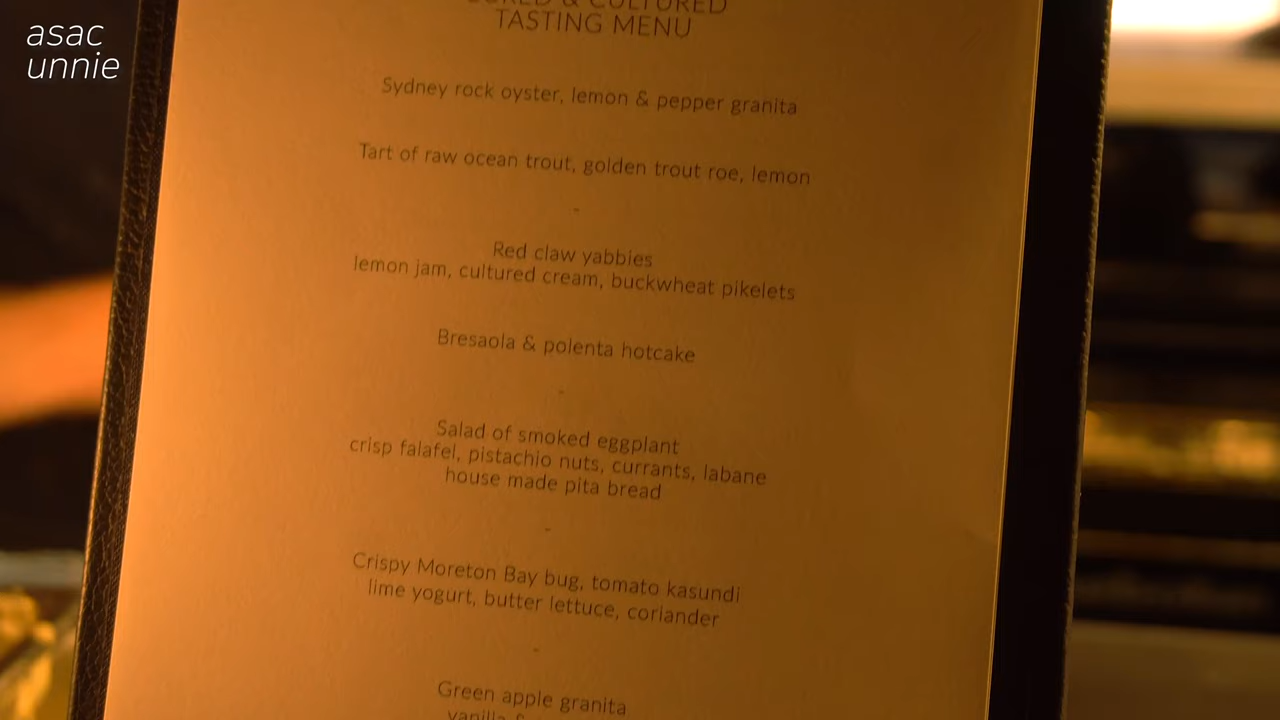 asac
unnie
& CULTURED
TASTING MENU
Sydney rock oyster, lemon & pepper granita
Tart of raw ocean trout, golden trout roe, lemon
-
Red claw yabbies
lemon jam, cultured cream, buckwheat pikelets
Bresaola & polenta hotcake
-
Salad of smoked eggplant
crisp falafel, pistachio nuts, currants, labane
house made pita bread
-
Crispy Moreton Bay bug, tomato kasundi
lime yogurt, butter lettuce, coriander
-
Green apple granita
vanilla &